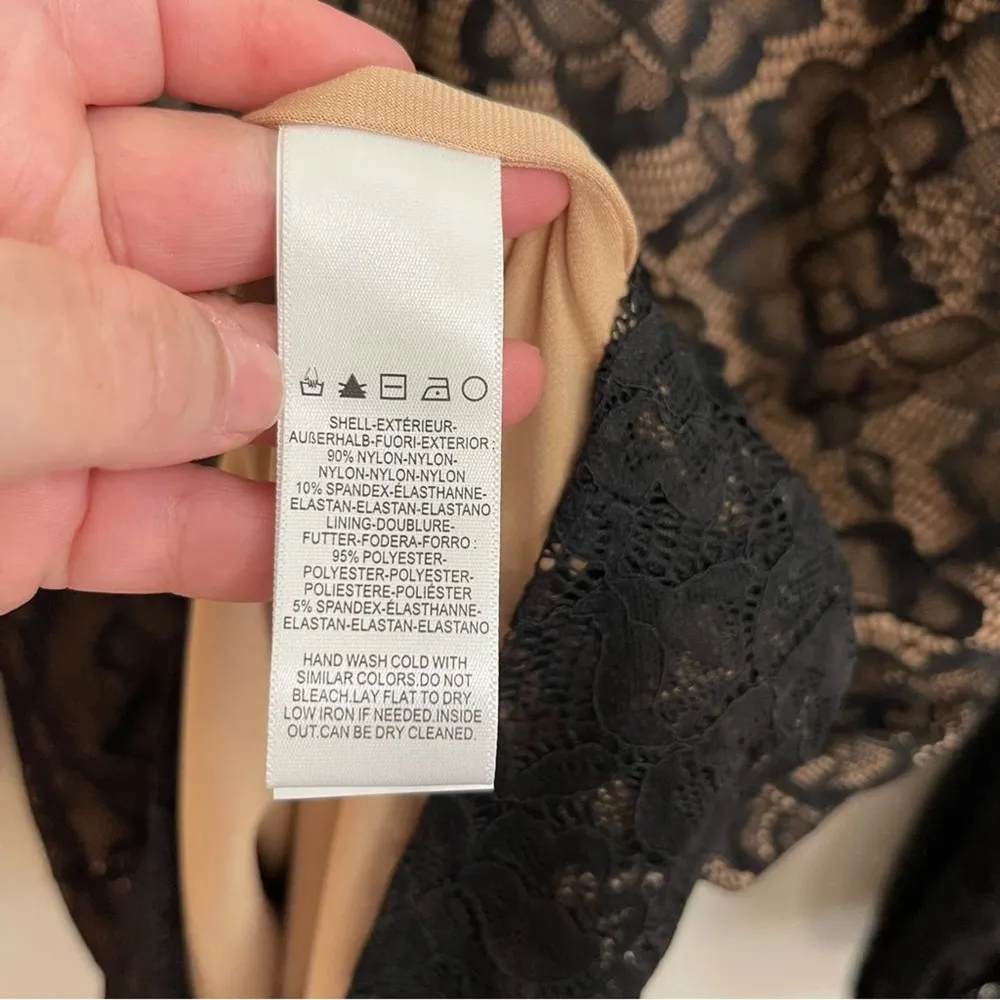 SHELL-EXTÉRIEUR-
AUßERHALB-FUORI-EXTERIOR :
90% NYLON-NYLON-
NYLON-NYLON-NYLON
10% SPANDEX-ÉLASTHANNE-
ELASTAN-ELASTAN-ELASTANO
LINING-DOUBLURE-
FUTTER-FODERA-FORRO :
95% POLYESTER-
POLYESTER-POLYESTER-
POLIESTERE-POLIÉSTER
5% SPANDEX-ÉLASTHANNE-
ELASTAN-ELASTAN-ELASTANO
HAND WASH COLD WITH
SIMILAR COLORS.DO NOT
BLEACH.LAY FLAT TO DRY
LOW IRON IF NEEDED.INSIDE
OUT.CAN BE DRY CLEANED.